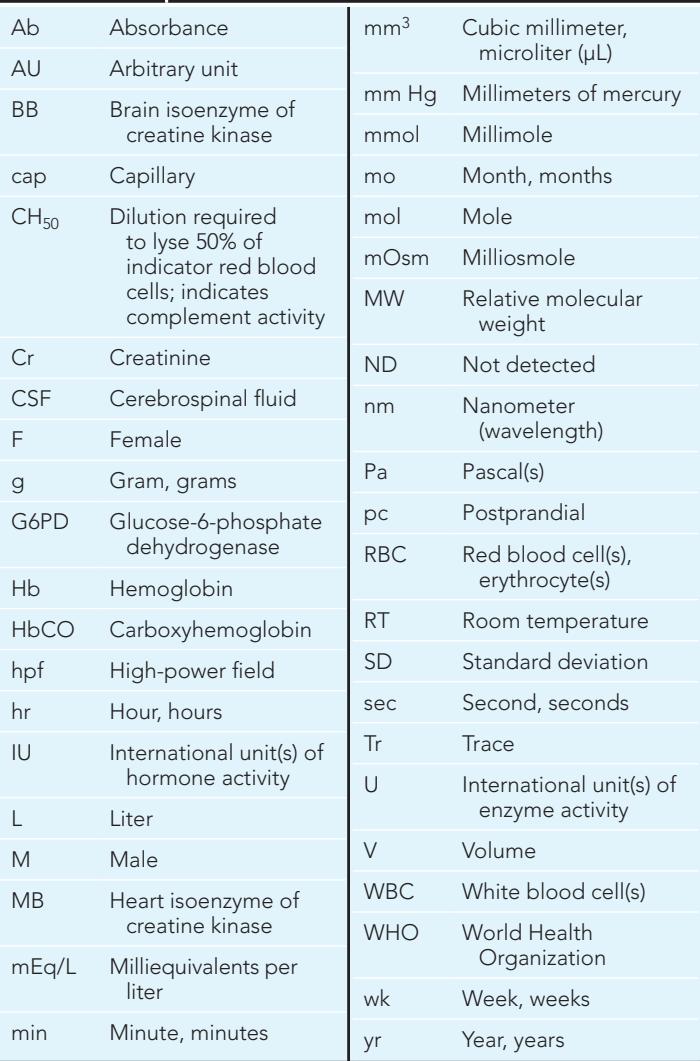 Ab Absorbance
AU Arbitrary unit
BB Brain isoenzyme of
creatine kinase
cap Capillary
CH50 Dilution required
to lyse 50% of
indicator red blood
cells; indicates
complement activity
Cr Creatinine
CSF Cerebrospinal fluid
F Female
g Gram, grams
G6PD Glucose-6-phosphate
dehydrogenase
Hb Hemoglobin
HbCO Carboxyhemoglobin
hpf High-power field
hr Hour, hours
IU International unit(s) of
hormone activity
L Liter
M Male
MB Heart isoenzyme of
creatine kinase
mEq/L Milliequivalents per
liter
min Minute, minutes
mm³ Cubic millimeter,
microliter (μL)
mm Hg Millimeters of mercury
mmol Millimole
mo Month, months
mol Mole
mOsm Milliosmole
MW Relative molecular
weight
ND Not detected
nm Nanometer
(wavelength)
Pa Pascal(s)
pc Postprandial
RBC Red blood cell(s),
erythrocyte(s)
RT Room temperature
SD Standard deviation
sec Second, seconds
Tr Trace
U International unit(s) of
enzyme activity
V Volume
WBC White blood cell(s)
WHO World Health
Organization
wk Week, weeks
yr Year, years